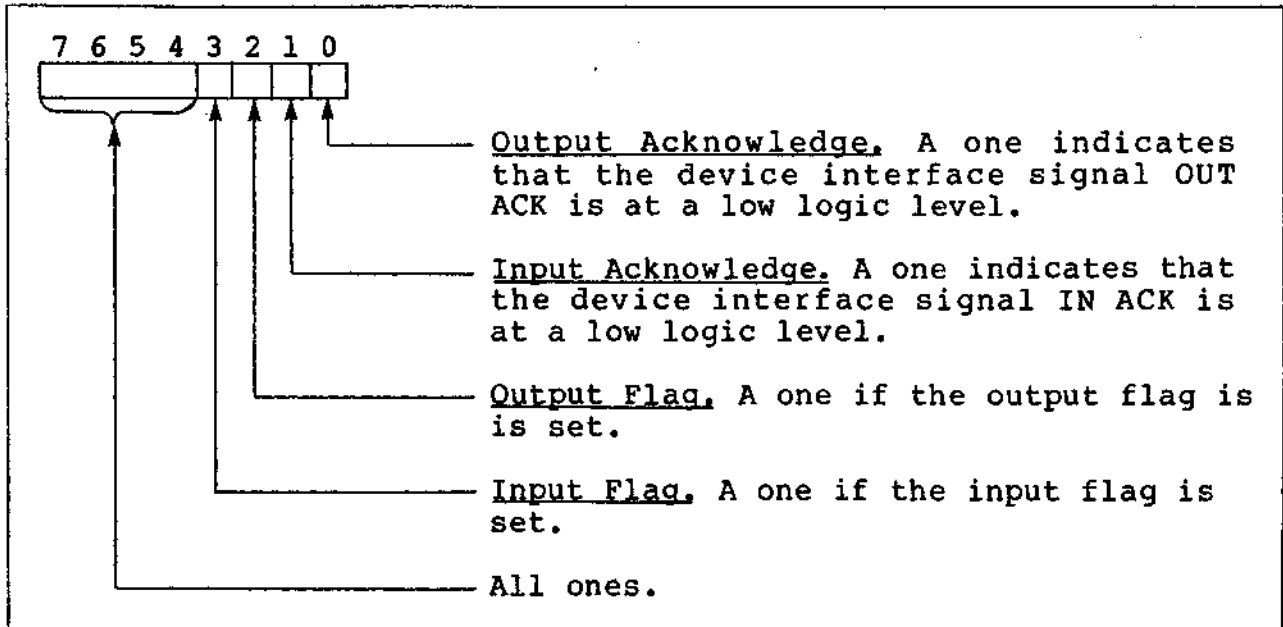 7 6 5 4 3 2 1 0
Output Acknowledge. A one indicates
that the device interface signal OUT
ACK is at a low logic level.
Input Acknowledge. A one indicates that
the device interface signal IN ACK is
at a low logic level.
Output Flag. A one if the output flag is
is set.
Input Flag. A one if the input flag is
set.
All ones.